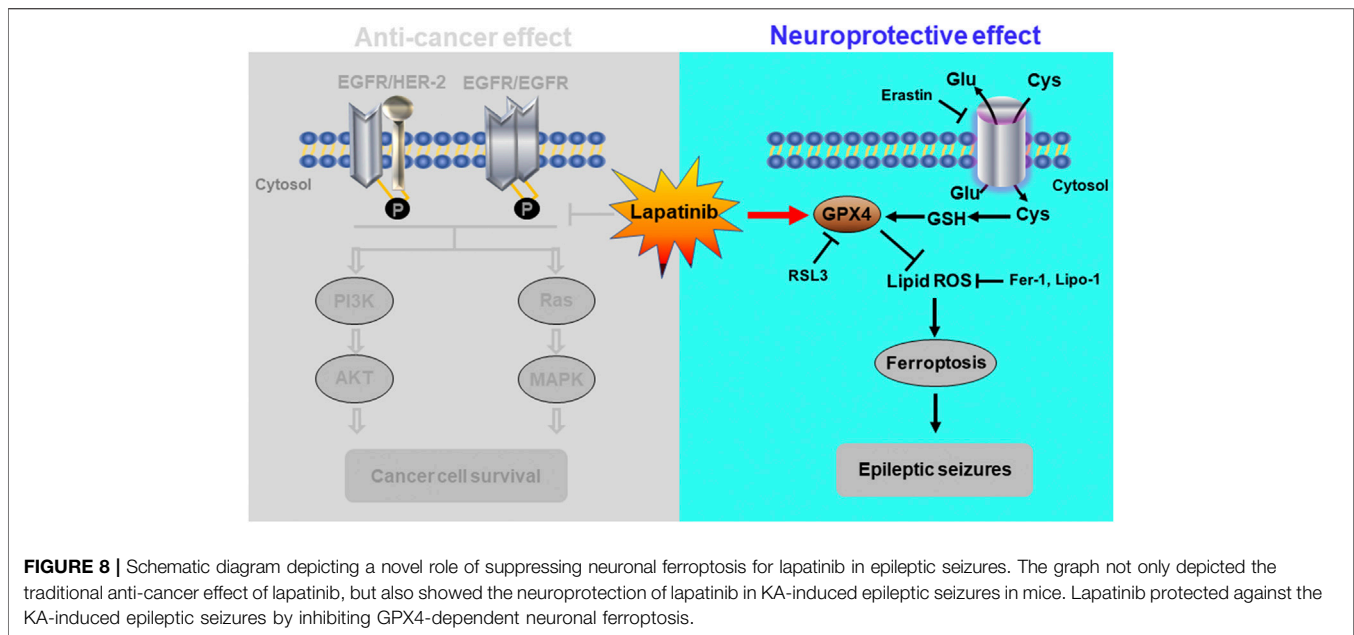 Anti-cancer effect
EGFR/HER-2 EGFR/EGFR
Cytosol
P
P
PI3K
Ras
AKT
MAPK
Cancer cell survival
Lapatinib
Neuroprotective effect
Glu
Cys
Erastin
Glu
Cytosol
GPX4
GSH
Cys
RSL3
Lipid ROS
Fer-1, Lipo-1
Ferroptosis
Epileptic seizures
FIGURE 8 | Schematic diagram depicting a novel role of suppressing neuronal ferroptosis for lapatinib in epileptic seizures. The graph not only depicted the
traditional anti-cancer effect of lapatinib, but also showed the neuroprotection of lapatinib in KA-induced epileptic seizures in mice. Lapatinib protected against the
KA-induced epileptic seizures by inhibiting GPX4-dependent neuronal ferroptosis.